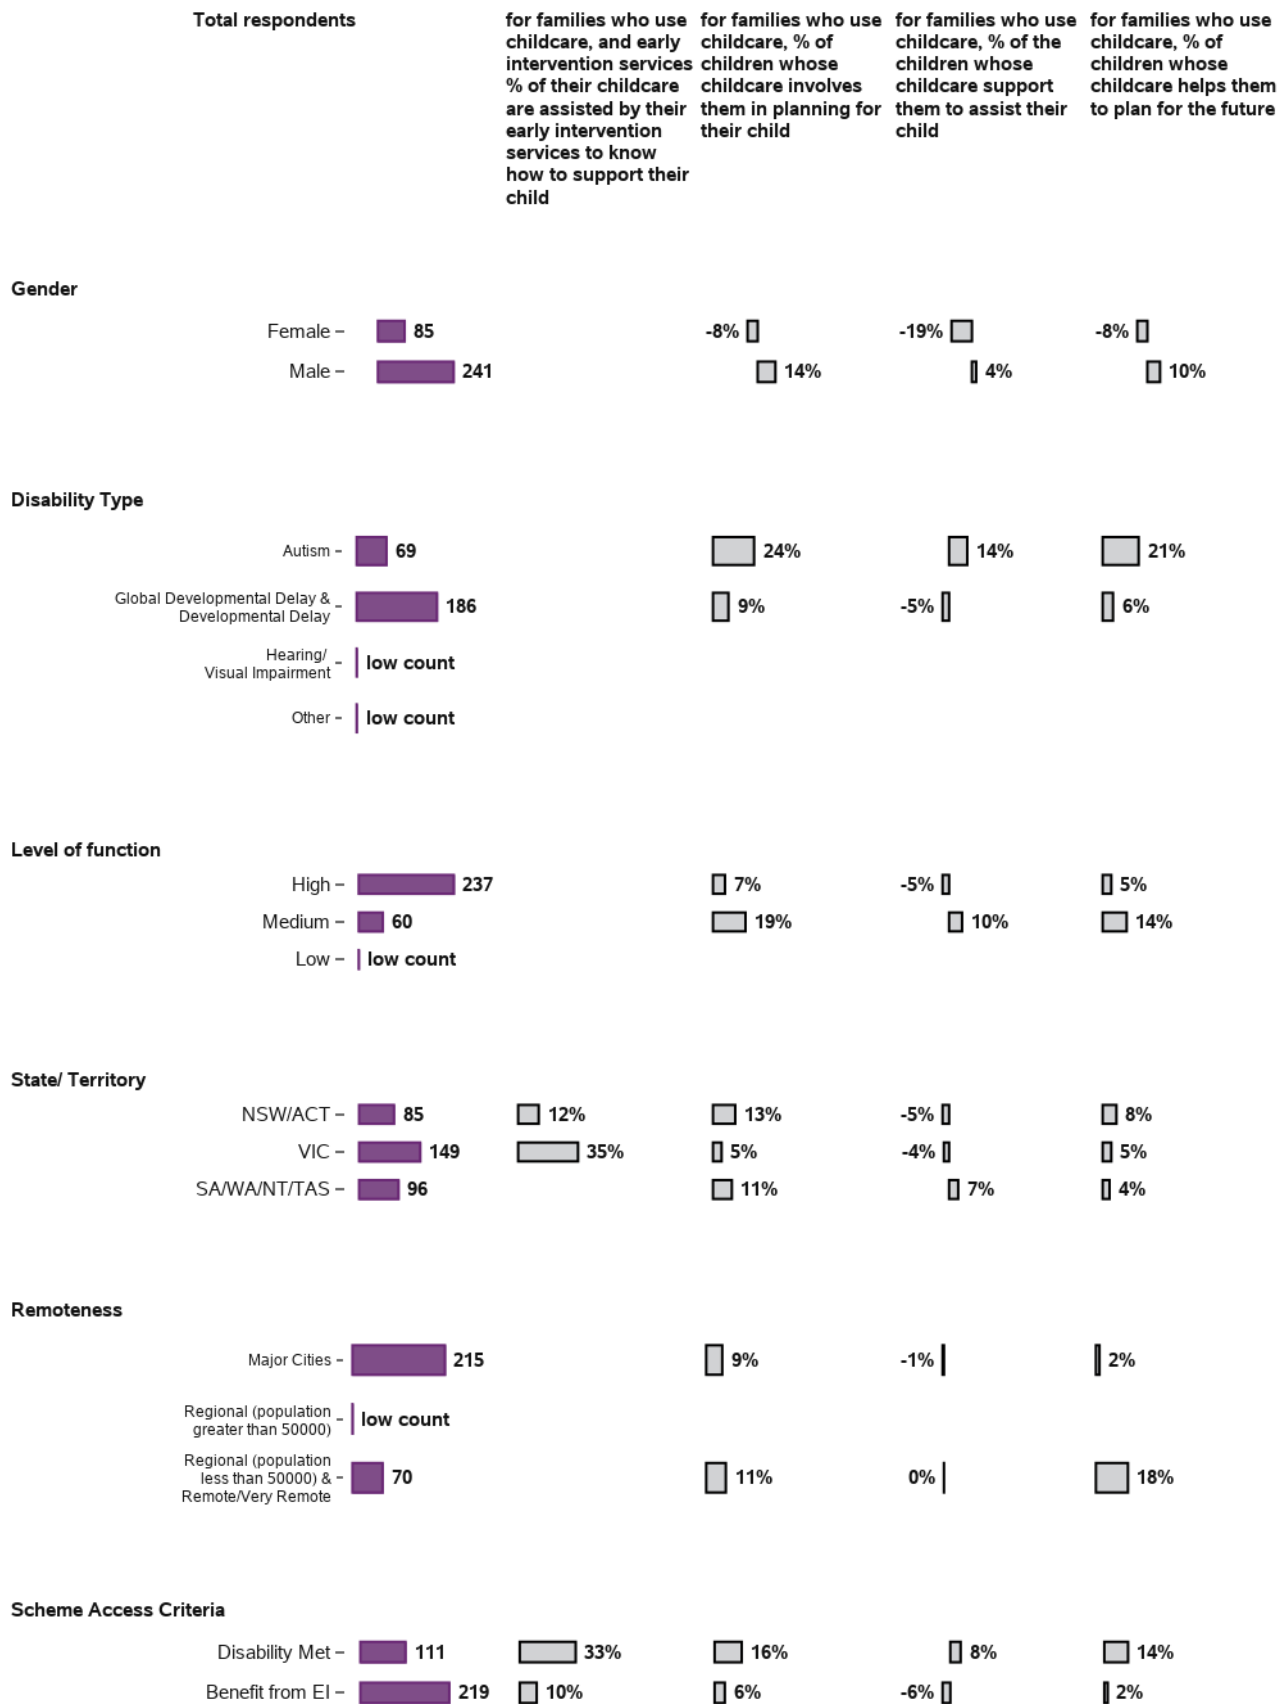 Total respondents
for families who use childcare, and early intervention services % of their childcare are assisted by their early intervention services to know how to support their child
for families who use childcare, % of children whose childcare involves them in planning for their child
for families who use childcare, % of the children whose childcare support them to assist their child
for families who use childcare, % of children whose childcare helps them to plan for the future
Gender
Female 85 -8% -19% -8%
Male 241 14% 4% 10%
Disability Type
Autism 69 24% 14% 21%
Global Developmental Delay &
Developmental Delay 186 9% -5% 6%
Hearing/
Visual Impairment low count
Other low count
Level of function
High 237 7% -5% 5%
Medium 60 19% 10% 14%
Low low count
State/ Territory
NSW/ACT 85 12% 13% -5% 8%
VIC 149 35% 5% -4% 5%
SA/WA/NT/TAS 96 11% 7% 4%
Remoteness
Major Cities 215 9% -1% 2%
Regional (population
greater than 50000) low count
Regional (population
less than 50000) &
Remote/Very Remote 70 11% 0% 18%
Scheme Access Criteria
Disability Met 111 33% 16% 8% 14%
Benefit from EI 219 10% 6% -6% 2%